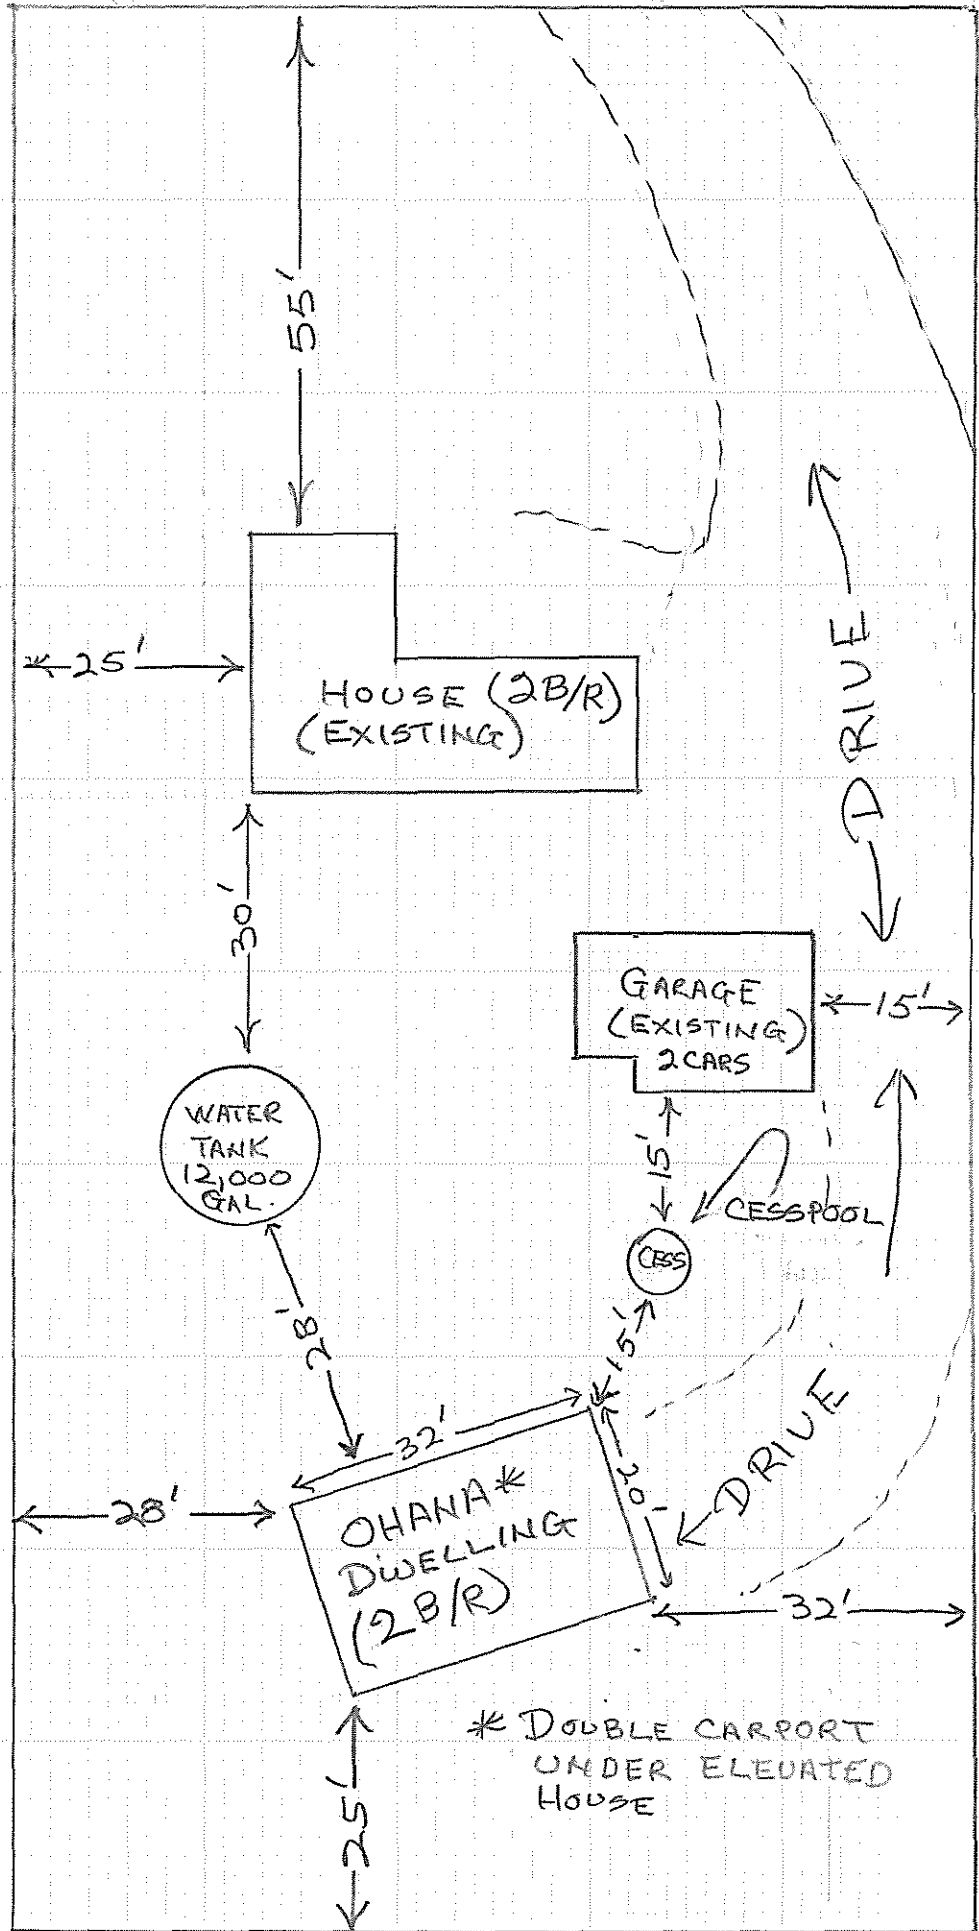 55'
25'
HOUSE (2B/R)
(EXISTING)
DRIVE
30'
GARAGE
(EXISTING)
2 CARS
15'
WATER
TANK
12,000
GAL.
15'
CESSPOOL
CESS
28'
15'
32'
20'
DRIVE
28'
OHANA*
DWELLING
(2 B/R)
32'
* DOUBLE CARPORT
UNDER ELEVATED
HOUSE
25'